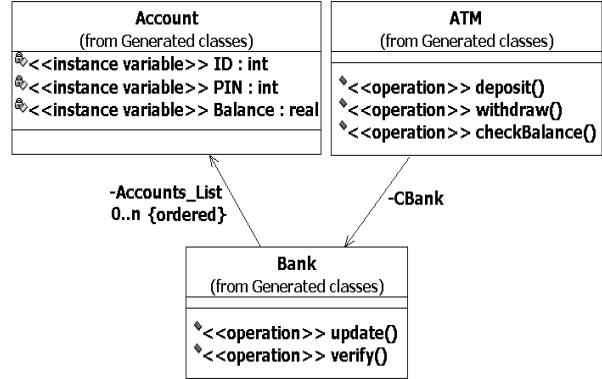 Account
(from Generated classes)
<<instance variable>> ID : int
<<instance variable>> PIN : int
<<instance variable>> Balance : real
ATM
(from Generated classes)
<<operation>> deposit()
<<operation>> withdraw()
<<operation>> checkBalance()
-Accounts_List
0..n {ordered}
-CBank
Bank
(from Generated classes)
<<operation>> update()
<<operation>> verify()